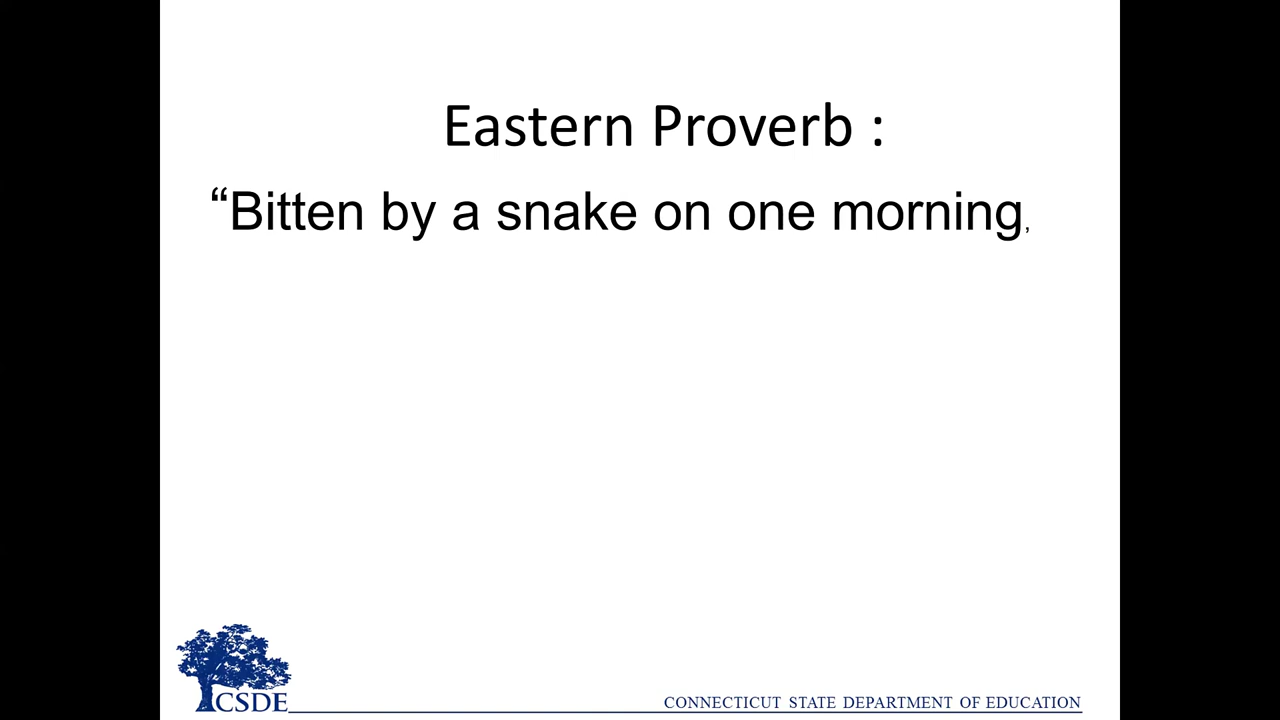 Eastern Proverb :
“Bitten by a snake on one morning,
CSDE
CONNECTICUT STATE DEPARTMENT OF EDUCATION